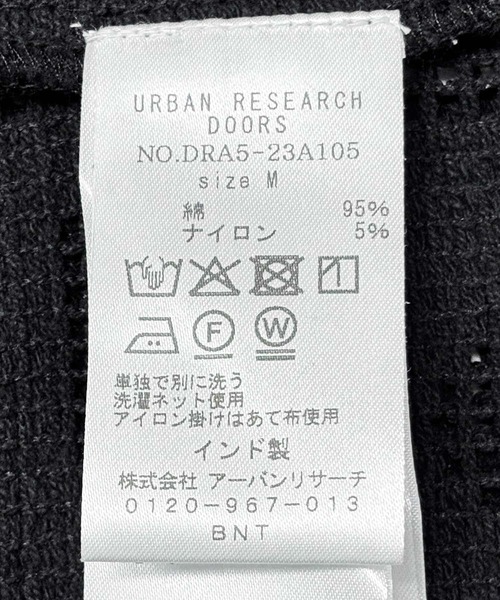 URBAN RESEARCH
DOORS
NO.DRA5-23A105
size M
綿 95%
ナイロン 5%
F W
単独で別に洗う
洗濯ネット使用
アイロン掛けはあて布使用
インド製
株式会社 アーバンリサーチ
0120-967-013
BNT